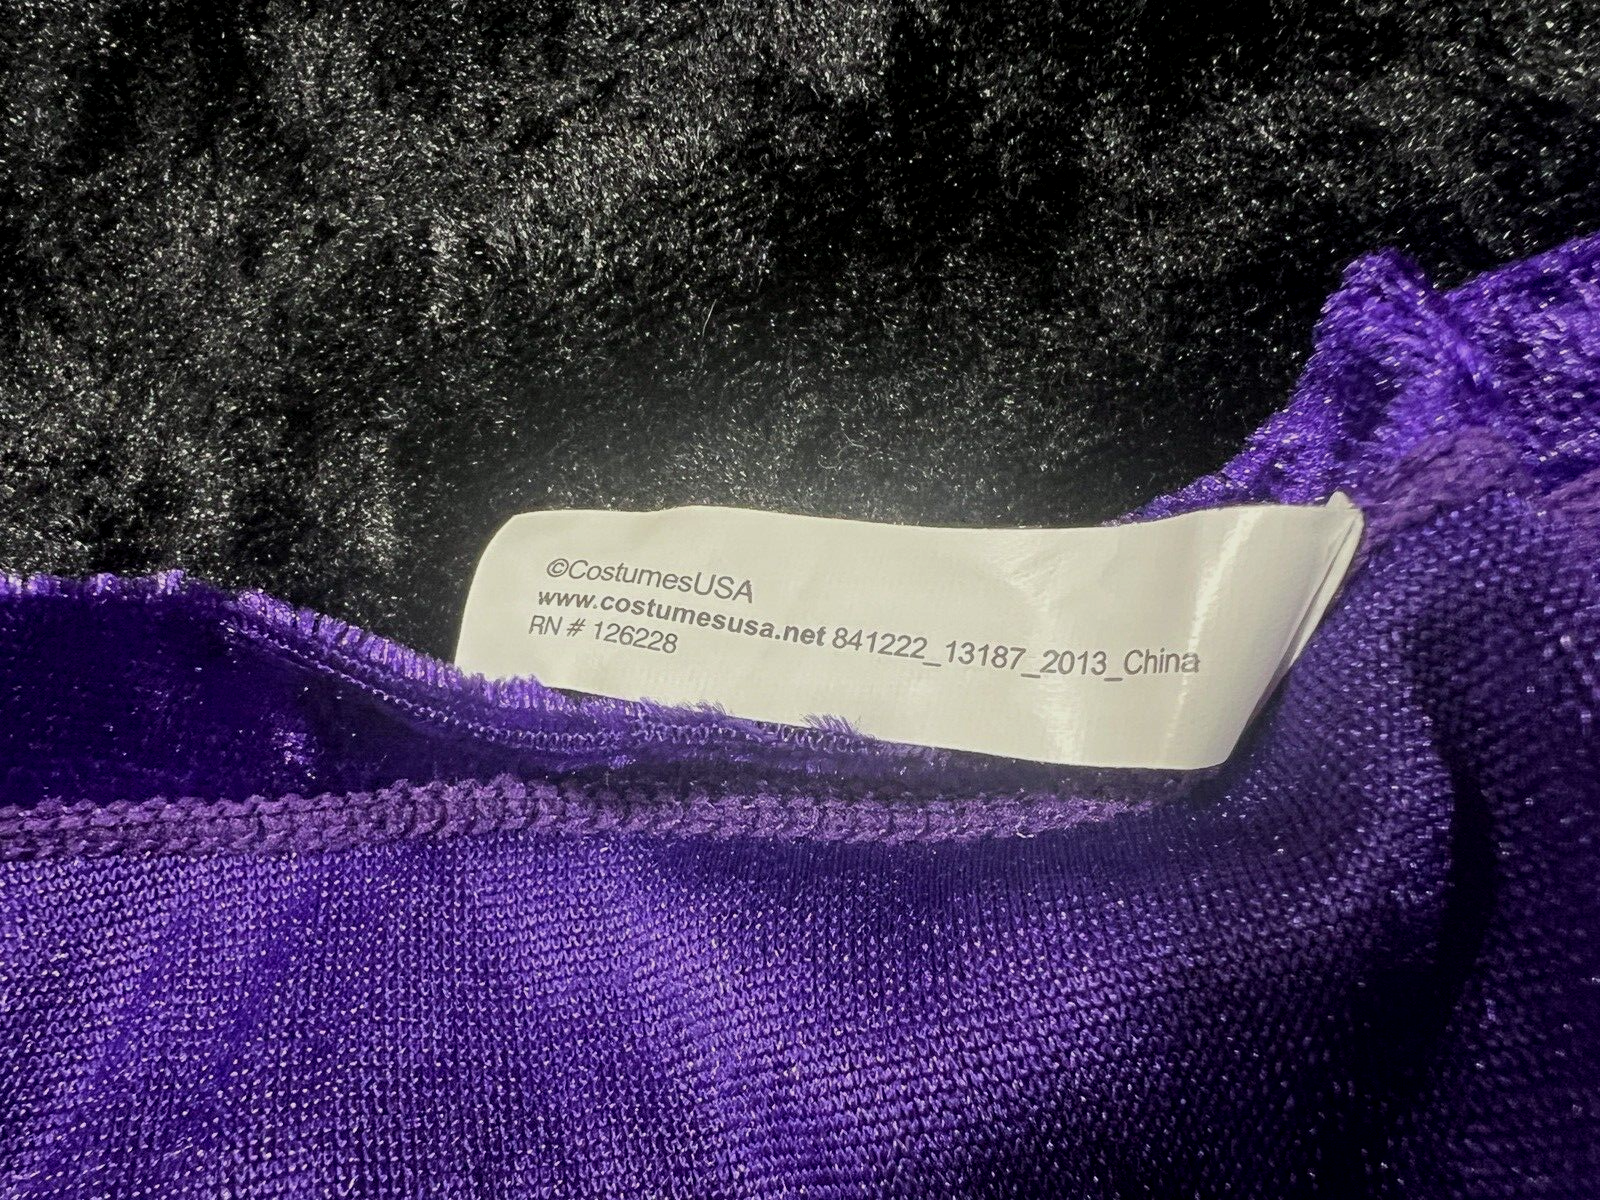 ©CostumesUSA
www.costumesusa.net 841222_13187_2013_China
RN # 126228